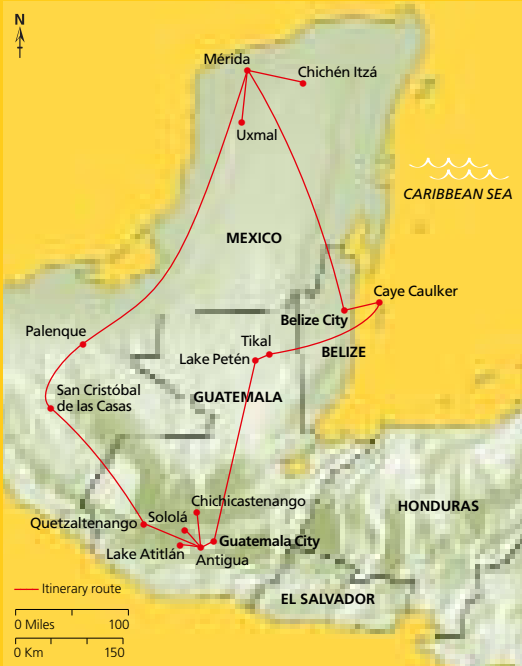 N
Mérida
Chichén Itzá
Uxmal
CARIBBEAN SEA
MEXICO
Caye Caulker
Belize City
Palenque
Tikal
BELIZE
Lake Petén
San Cristóbal
de las Casas
GUATEMALA
Chichicastenango
HONDURAS
Quetzaltenango
Sololá
Guatemala City
Lake Atitlán
Antigua
Itinerary route
EL SALVADOR
0 Miles 100
0 Km 150